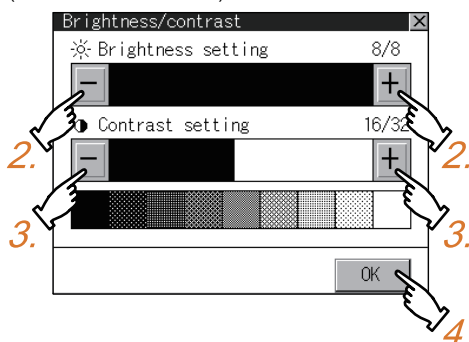 Brightness/contrast ×
Brightness setting 8/8
− +
2. 2.
Contrast setting 16/32
− +
3. 3.
OK
4